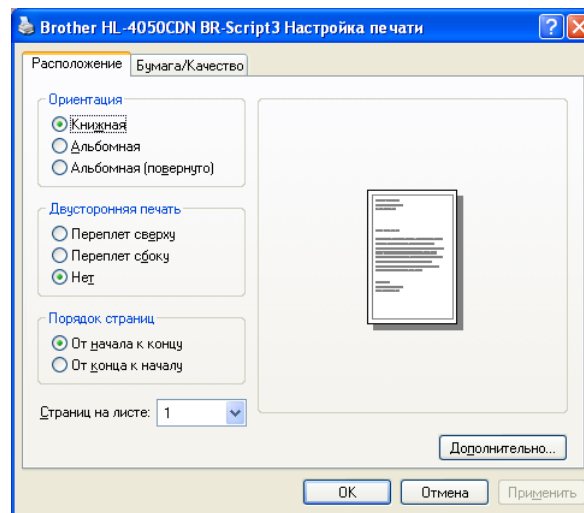 Brother HL-4050CDN BR-Script3 Настройка печати
Расположение
Бумага/Качество
Ориентация
Книжная
Альбомная
Альбомная (повернуто)
Двусторонняя печать
Переплет сверху
Переплет сбоку
Нет
Порядок страниц
От начала к концу
От конца к началу
Страниц на листе: 1
Дополнительно...
OK
Отмена
Применить